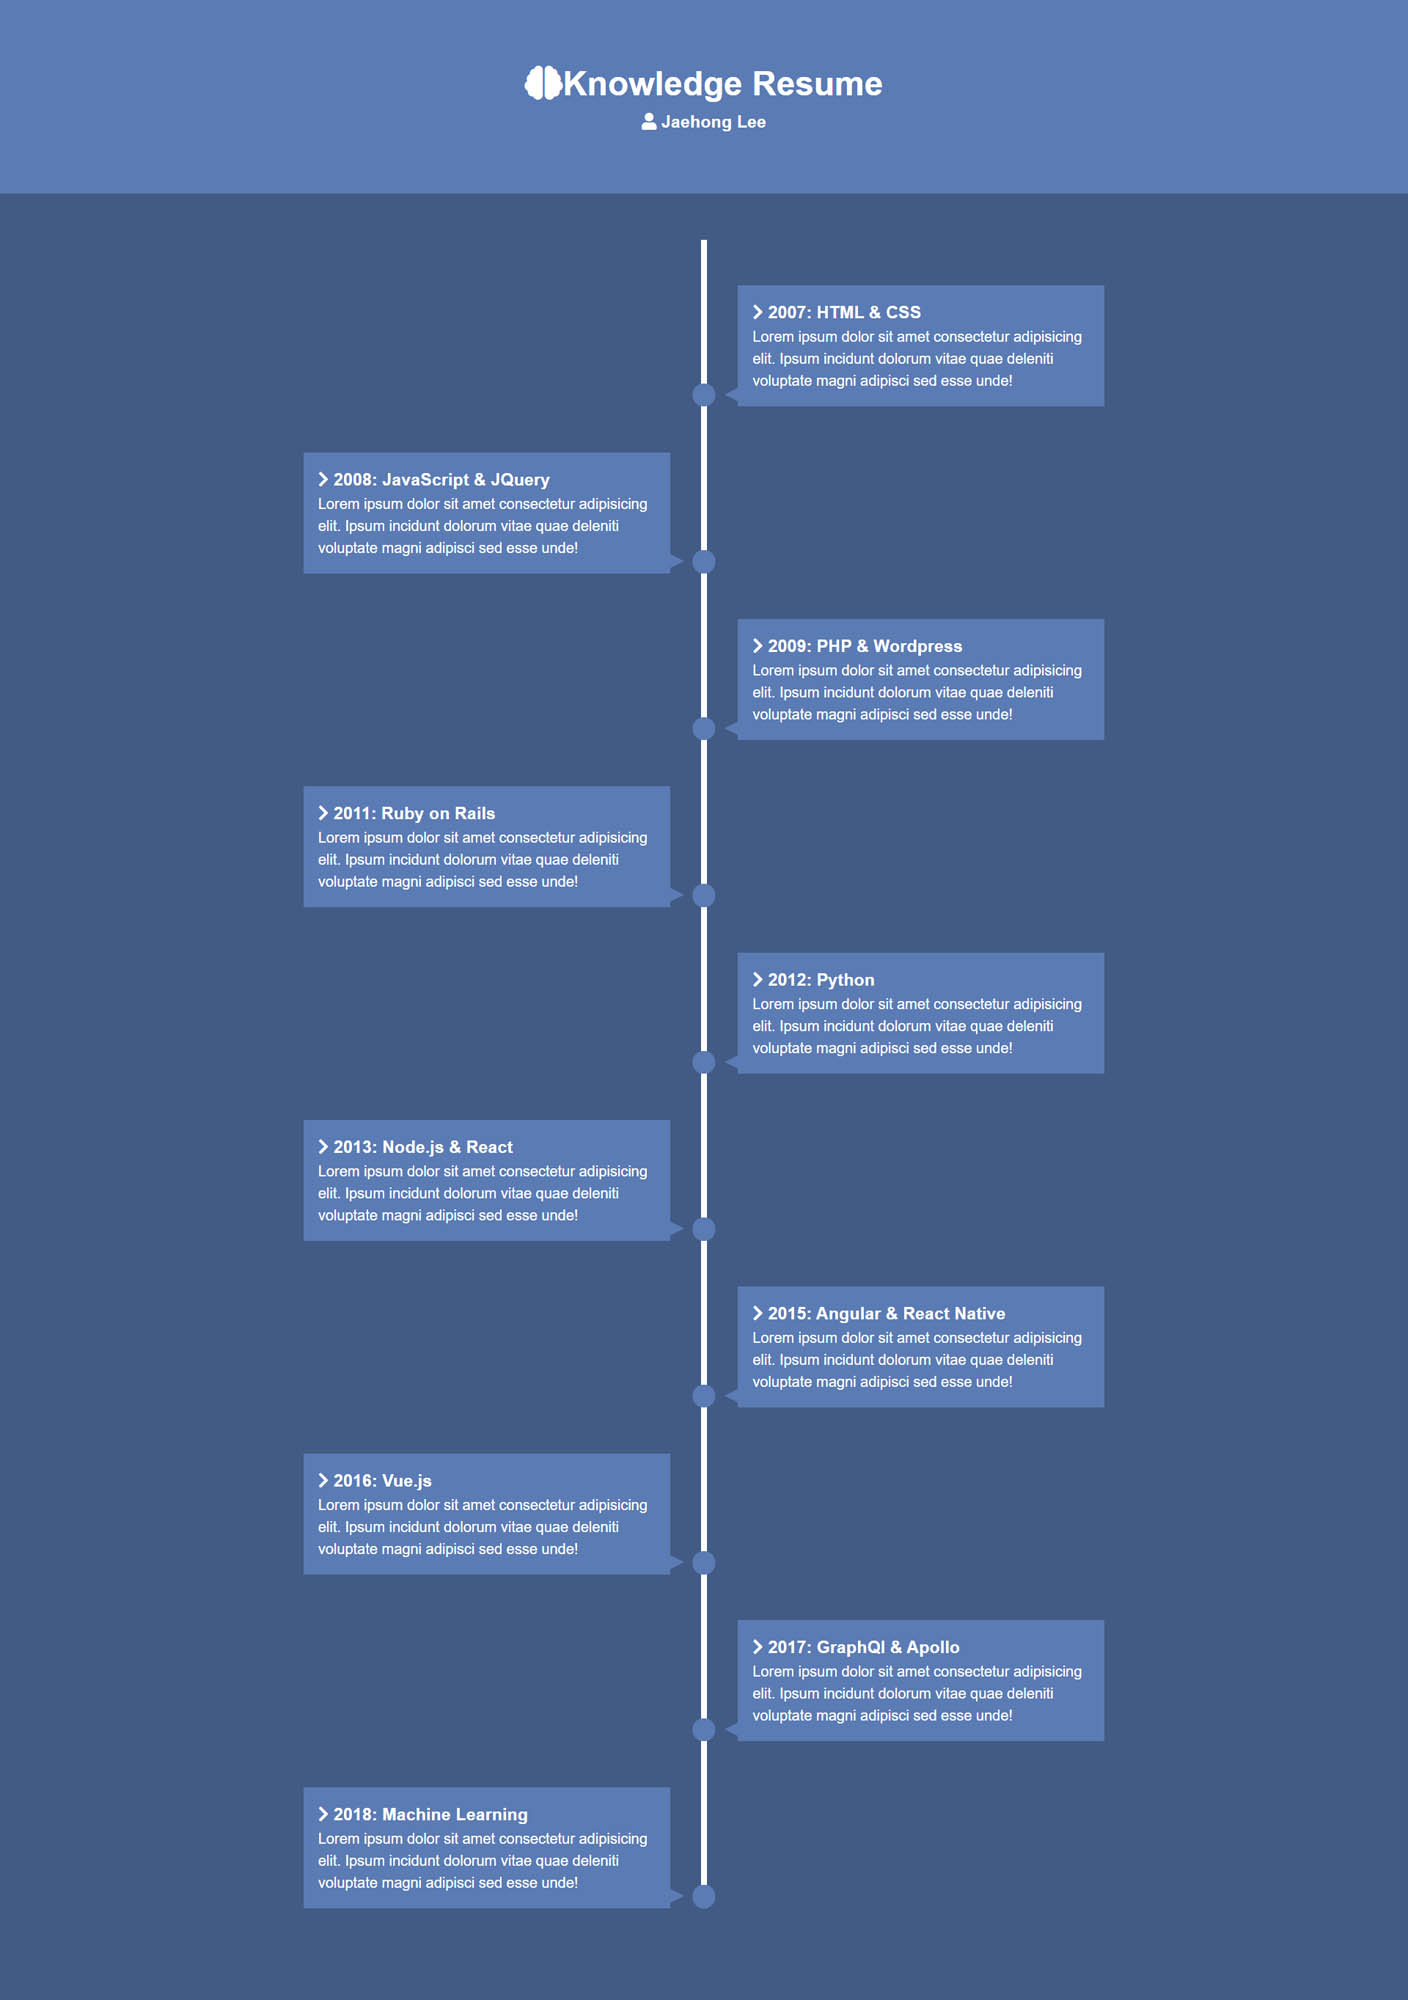 Knowledge Resume
Jaehong Lee
2007: HTML & CSS
Lorem ipsum dolor sit amet consectetur adipisicing
elit. Ipsum incidunt dolorum vitae quae deleniti
voluptate magni adipisci sed esse unde!
2008: JavaScript & JQuery
Lorem ipsum dolor sit amet consectetur adipisicing
elit. Ipsum incidunt dolorum vitae quae deleniti
voluptate magni adipisci sed esse unde!
2009: PHP & Wordpress
Lorem ipsum dolor sit amet consectetur adipisicing
elit. Ipsum incidunt dolorum vitae quae deleniti
voluptate magni adipisci sed esse unde!
2011: Ruby on Rails
Lorem ipsum dolor sit amet consectetur adipisicing
elit. Ipsum incidunt dolorum vitae quae deleniti
voluptate magni adipisci sed esse unde!
2012: Python
Lorem ipsum dolor sit amet consectetur adipisicing
elit. Ipsum incidunt dolorum vitae quae deleniti
voluptate magni adipisci sed esse unde!
2013: Node.js & React
Lorem ipsum dolor sit amet consectetur adipisicing
elit. Ipsum incidunt dolorum vitae quae deleniti
voluptate magni adipisci sed esse unde!
2015: Angular & React Native
Lorem ipsum dolor sit amet consectetur adipisicing
elit. Ipsum incidunt dolorum vitae quae deleniti
voluptate magni adipisci sed esse unde!
2016: Vue.js
Lorem ipsum dolor sit amet consectetur adipisicing
elit. Ipsum incidunt dolorum vitae quae deleniti
voluptate magni adipisci sed esse unde!
2017: GraphQl & Apollo
Lorem ipsum dolor sit amet consectetur adipisicing
elit. Ipsum incidunt dolorum vitae quae deleniti
voluptate magni adipisci sed esse unde!
2018: Machine Learning
Lorem ipsum dolor sit amet consectetur adipisicing
elit. Ipsum incidunt dolorum vitae quae deleniti
voluptate magni adipisci sed esse unde!